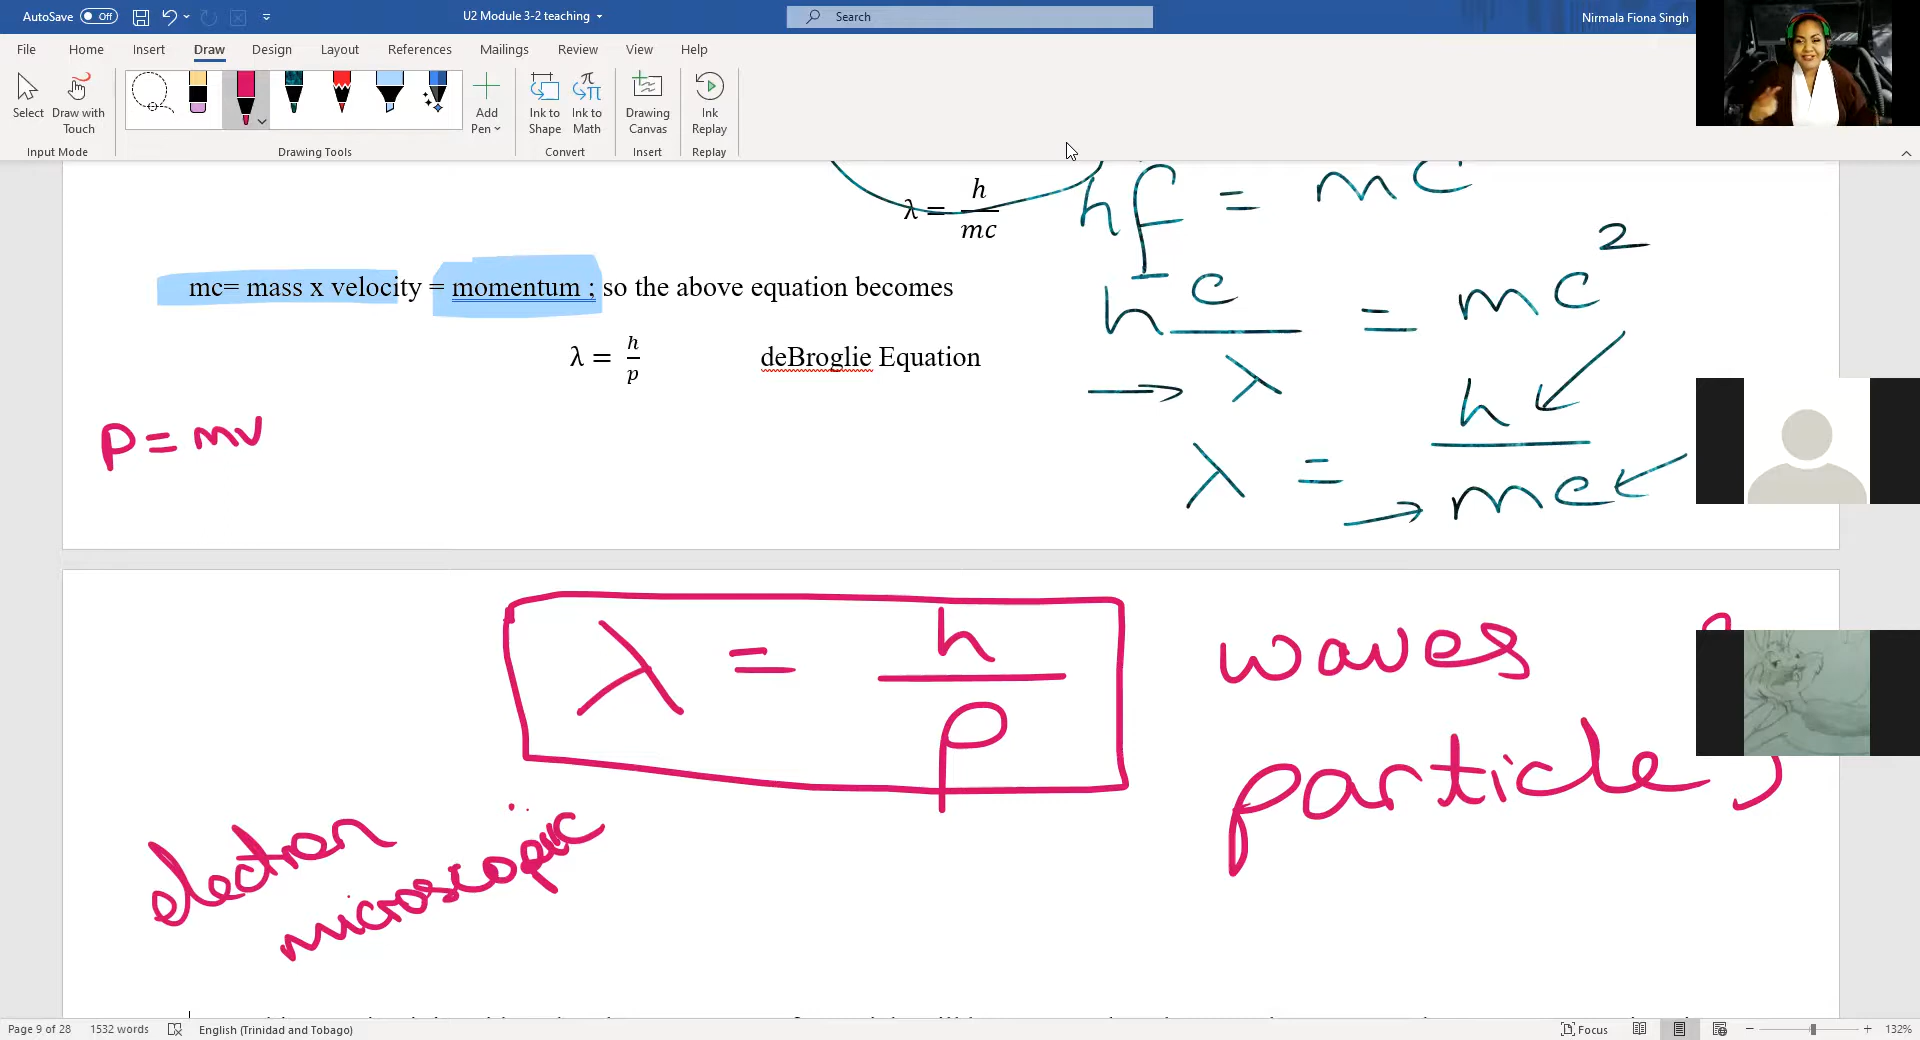 AutoSave Off U2 Module 3-2 teaching Search Nirmala Fiona Singh
File Home Insert Draw Design Layout References Mailings Review View Help
Select Draw with Touch Add Pen Ink to Shape Ink to Math Drawing Canvas Ink Replay
Input Mode Drawing Tools Convert Insert Replay
λ = h/mc
hf = mc
mc= mass x velocity = momentum ; so the above equation becomes
hc/λ = mc²
λ = h/p deBroglie Equation
p = mv
λ = h/mc
λ = h/p
waves
particle
electron
microscopic
Page 9 of 28 1532 words English (Trinidad and Tobago) Focus 132%